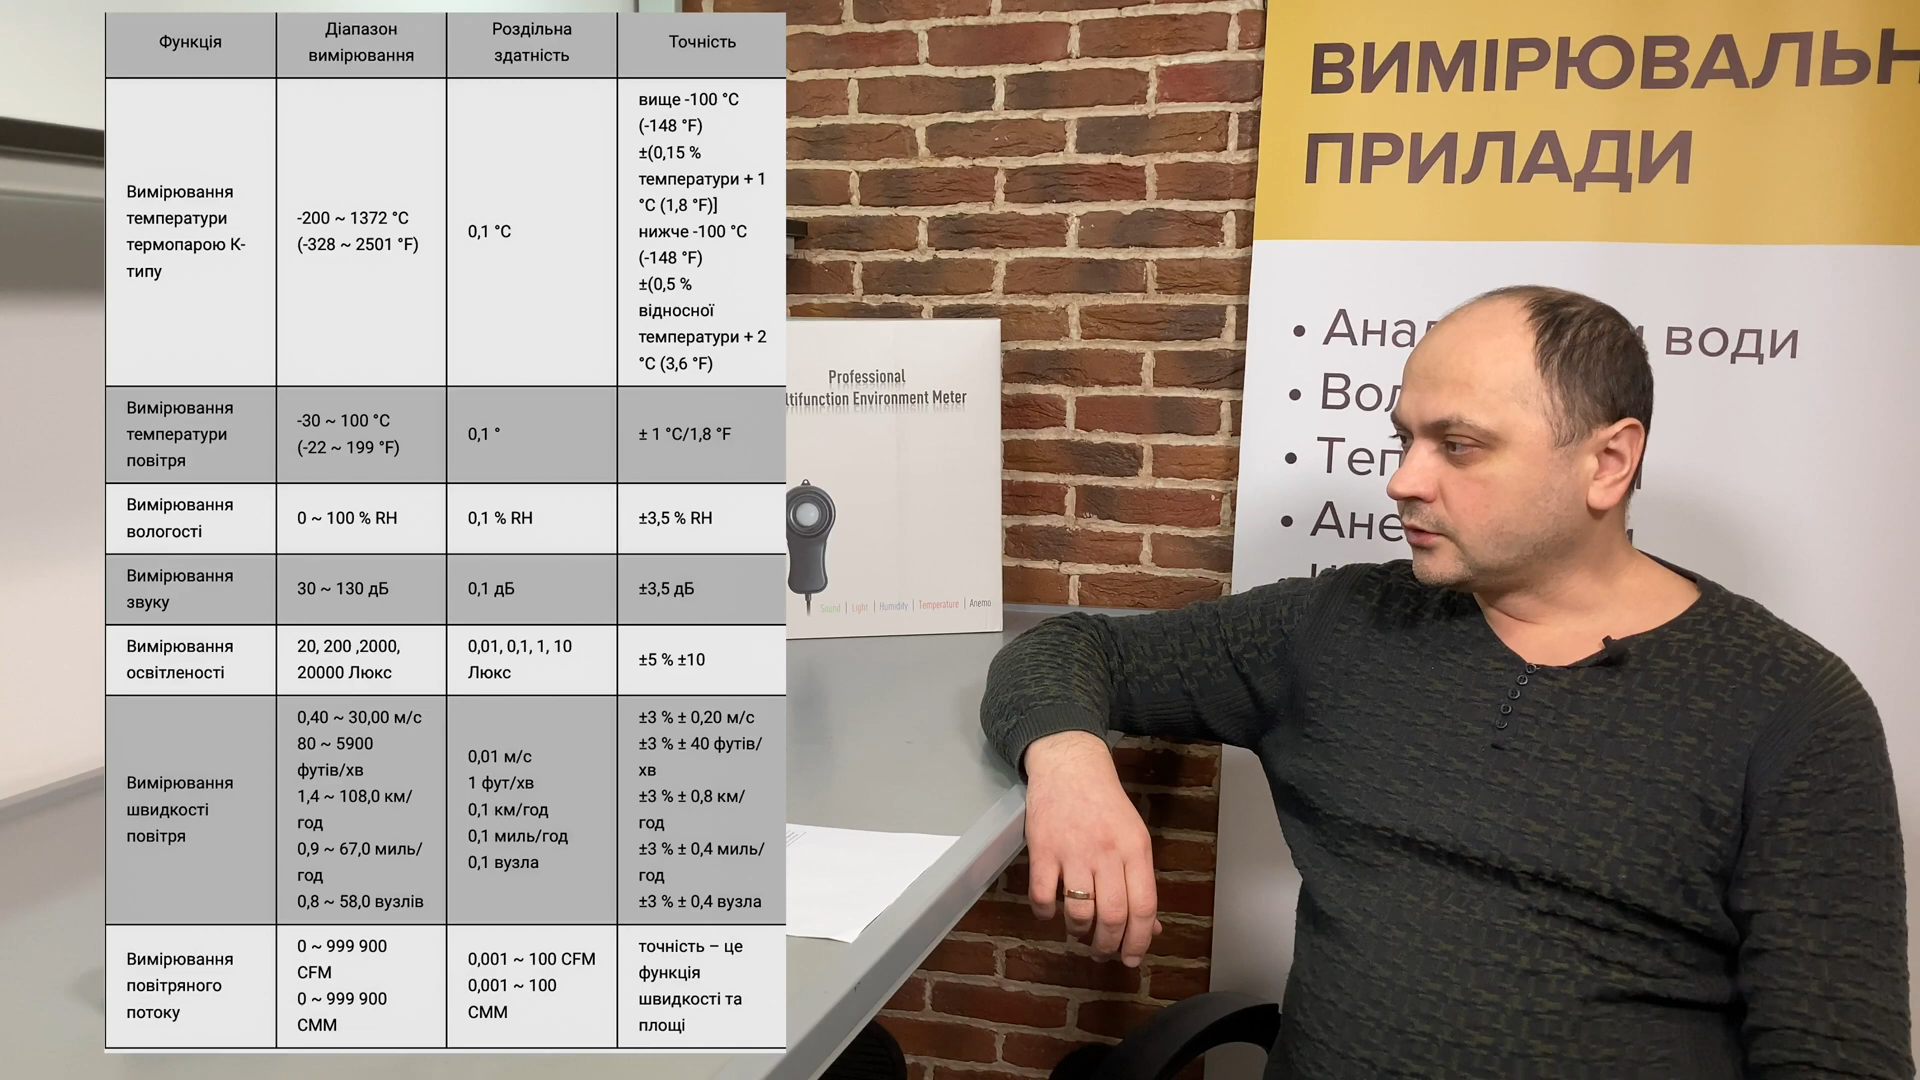 Функція
Діапазон
вимірювання
Роздільна
здатність
Точність
Вимірювання
температури
термопарою К-
типу
-200 ~ 1372 °C
(-328 ~ 2501 °F)
0,1 °C
вище -100 °C
(-148 °F)
±(0,15 %
температури + 1
°C (1,8 °F)]
нижче -100 °C
(-148 °F)
±(0,5 %
відносної
температури + 2
°C (3,6 °F)
Вимірювання
температури
повітря
-30 ~ 100 °C
(-22 ~ 199 °F)
0,1 °
± 1 °C/1,8 °F
Вимірювання
вологості
0 ~ 100 % RH
0,1 % RH
±3,5 % RH
Вимірювання
звуку
30 ~ 130 дБ
0,1 дБ
±3,5 дБ
Вимірювання
освітленості
20, 200 ,2000,
20000 Люкс
0,01, 0,1, 1, 10
Люкс
±5 % ±10
Вимірювання
швидкості
повітря
0,40 ~ 30,00 м/с
80 ~ 5900
футів/хв
1,4 ~ 108,0 км/
год
0,9 ~ 67,0 миль/
год
0,8 ~ 58,0 вузлів
0,01 м/с
1 фут/хв
0,1 км/год
0,1 миль/год
0,1 вузла
±3 % ± 0,20 м/с
±3 % ± 40 футів/
хв
±3 % ± 0,8 км/
год
±3 % ± 0,4 миль/
год
±3 % ± 0,4 вузла
Вимірювання
повітряного
потоку
0 ~ 999 900
CFM
0 ~ 999 900
CMM
0,001 ~ 100 CFM
0,001 ~ 100
CMM
точність – це
функція
швидкості та
площі
Professional
ltifunction Environment Meter
Sound | Light | Humidity | Temperature | Anemo
ВИМІРЮВАЛЬН
ПРИЛАДИ
• Ана води
• Вол
• Теп
• Ане